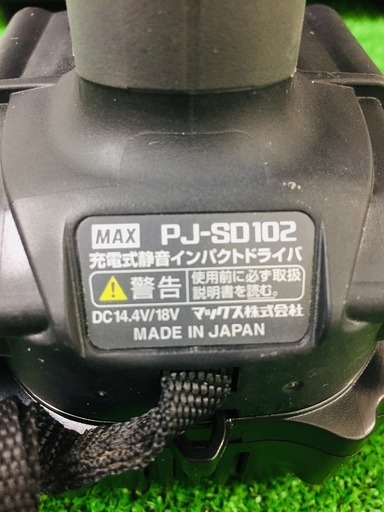 MAX PJ-SD102
充電式静音インパクトドライバ
警告 使用前に必ず取扱
説明書を読む。
DC14.4V/18V マックス株式会社
MADE IN JAPAN